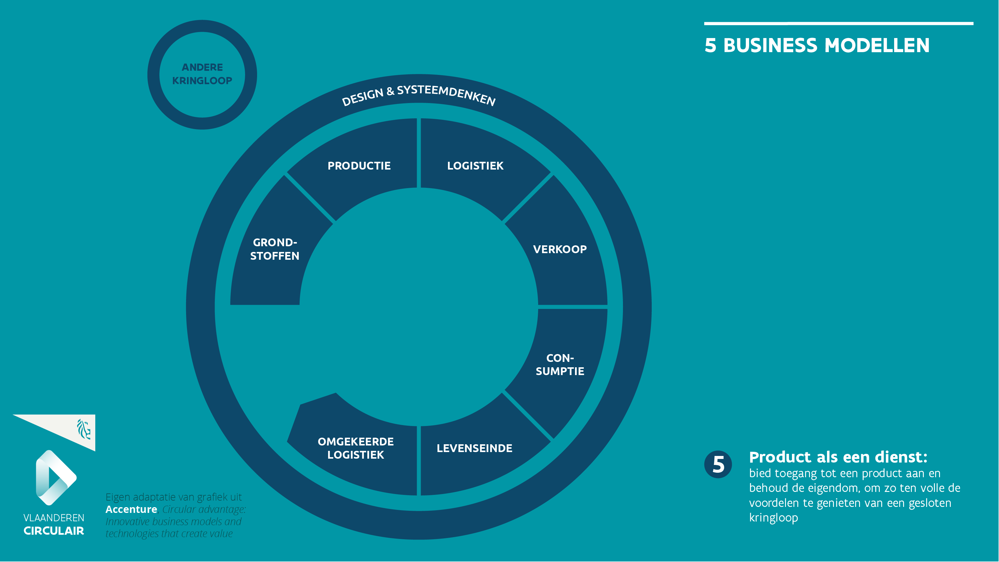 ANDERE
KRINGLOOP
5 BUSINESS MODELLEN
DESIGN & SYSTEEMDENKEN
PRODUCTIE
LOGISTIEK
GROND-
STOFFEN
VERKOOP
CON-
SUMPTIE
OMGEKEERDE
LOGISTIEK
LEVENSEINDE
5
Product als een dienst:
bied toegang tot een product aan en
behoud de eigendom, om zo ten volle de
voordelen te genieten van een gesloten
kringloop
VLAANDEREN
CIRCULAIR
Eigen adaptatie van grafiek uit
Accenture, Circular advantage:
Innovative business models and
technologies that create value